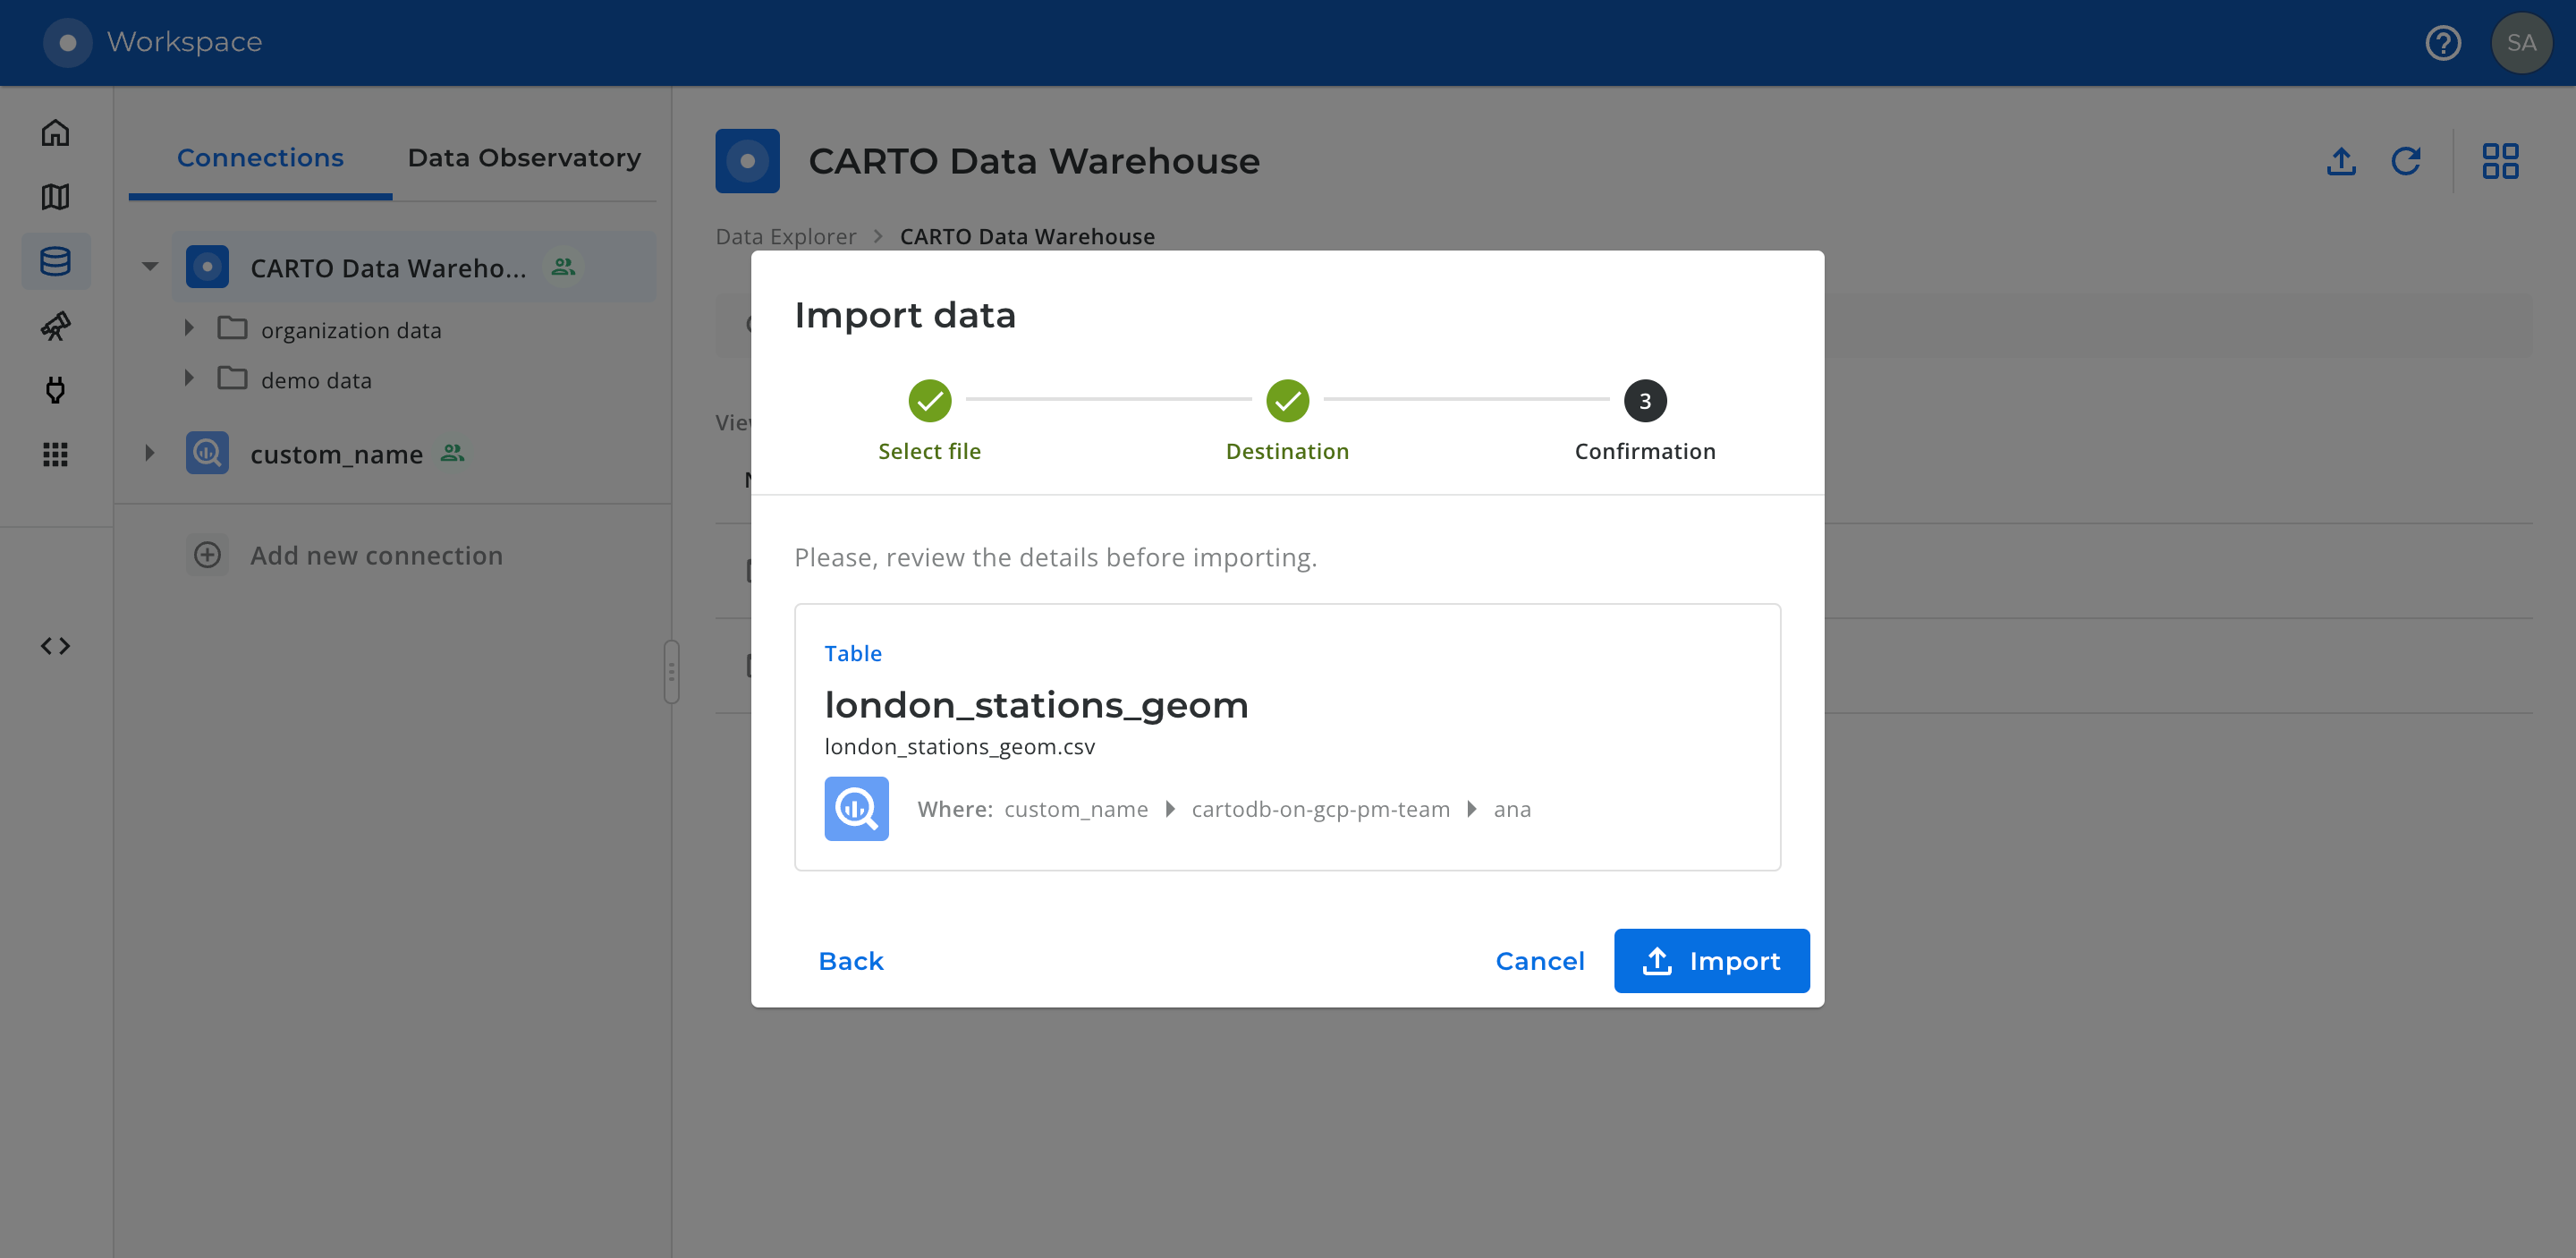 Workspace
SA
Connections
Data Observatory
CARTO Data Wareho...
organization data
demo data
custom_name
Add new connection
CARTO Data Warehouse
Data Explorer
CARTO Data Warehouse
Import data
3
Select file
Destination
Confirmation
Please, review the details before importing.
Table
london_stations_geom
london_stations_geom.csv
Where: custom_name cartodb-on-gcp-pm-team ana
Back
Cancel
Import